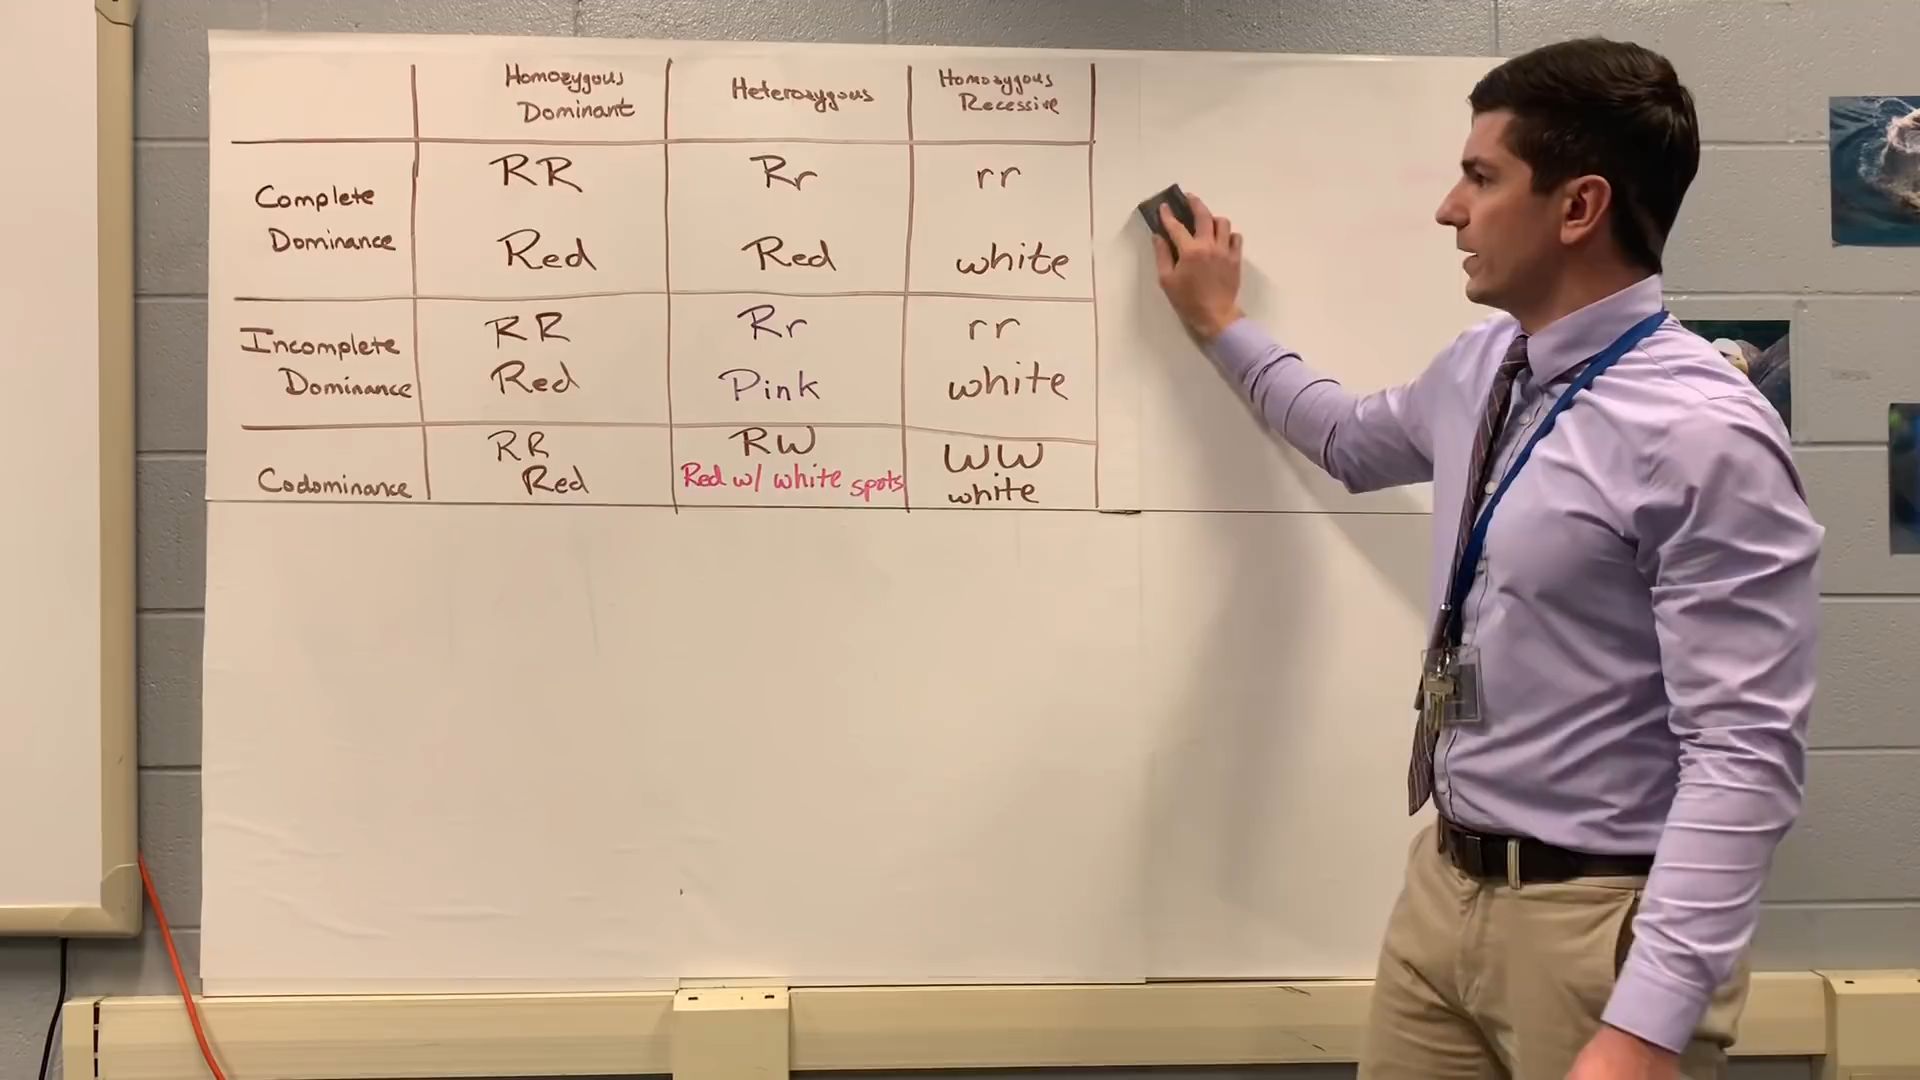 Homozygous
Dominant
Heterozygous
Homozygous
Recessive
Complete
Dominance
RR
Red
Rr
Red
rr
white
Incomplete
Dominance
RR
Red
Rr
Pink
rr
white
Codominance
RR
Red
RW
Red w/ white spots
WW
white